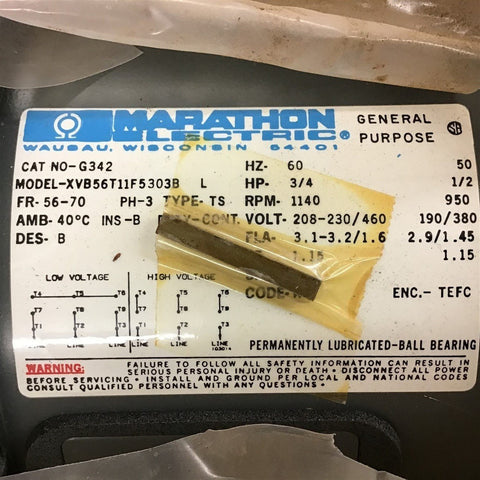 MARATHON GENERAL
ELECTRIC® PURPOSE SA
WAUSAU, WISCONSIN 54401
CAT NO-G342 HZ- 60 50
MODEL-XVB56T11F5303B L HP- 3/4 1/2
FR- 56-70 PH-3 TYPE- TS RPM- 1140 950
AMB- 40°C INS-B DUTY-CONT. VOLT- 208-230/460 190/380
DES- B FLA- 3.1-3.2/1.6 2.9/1.45
1.15 1.15
LOW VOLTAGE HIGH VOLTAGE CODE- ENC.- TEFC
T4 T5 T6 T4 T5 T6
T7 T8 T9
T1 T2 T3 T1 T2 T3
LINE LINE LINE LINE
PERMANENTLY LUBRICATED-BALL BEARING
WARNING: FAILURE TO FOLLOW ALL SAFETY INFORMATION CAN RESULT IN
SERIOUS PERSONAL INJURY OR DEATH • DISCONNECT ALL POWER
BEFORE SERVICING • INSTALL AND GROUND PER LOCAL AND NATIONAL CODES
CONSULT QUALIFIED PERSONNEL WITH ANY QUESTIONS •